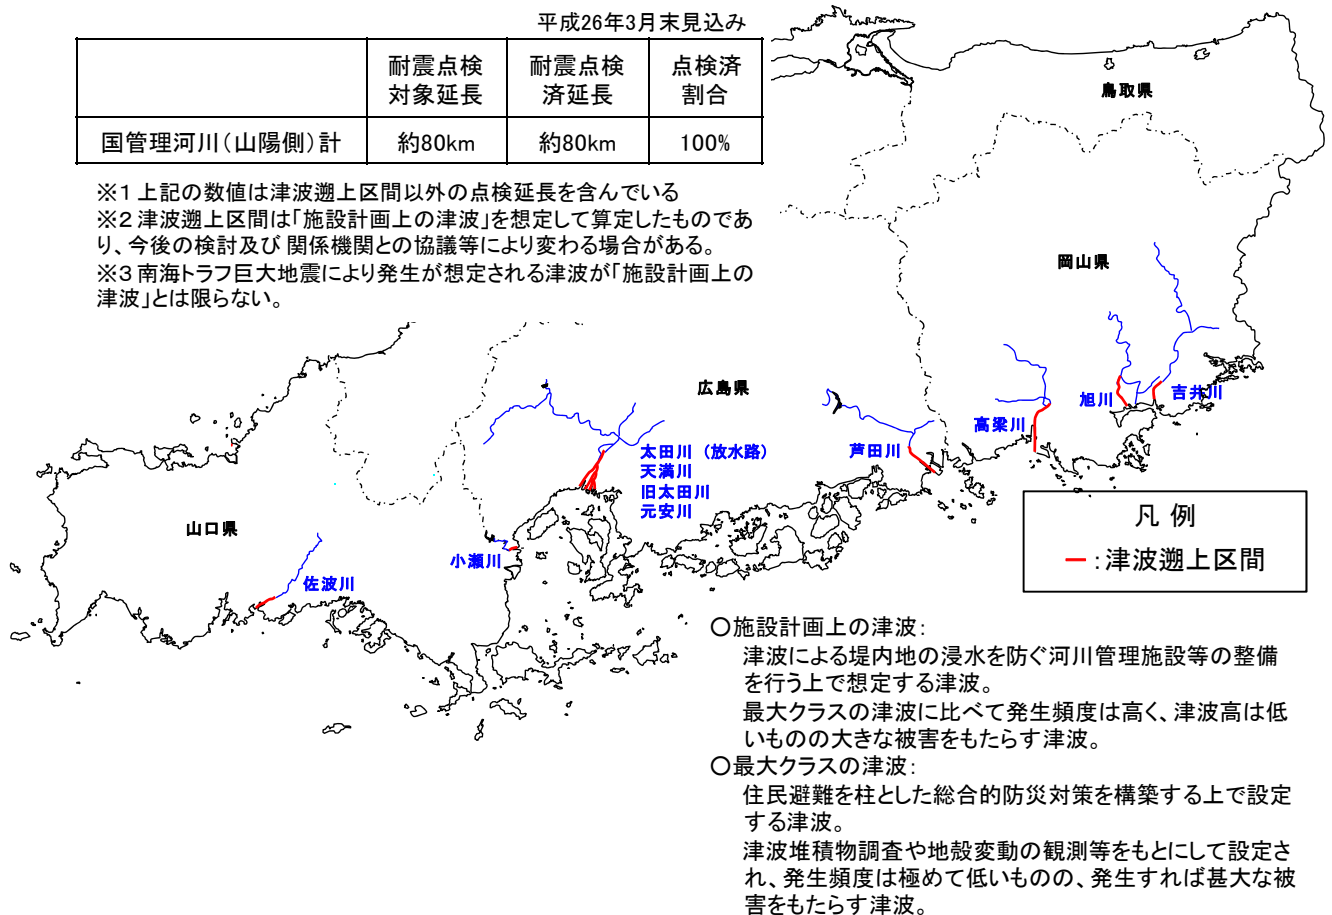 平成26年3月末見込み
耐震点検
対象延長
耐震点検
済延長
点検済
割合
国管理河川(山陽側)計 約80km 約80km 100%
※1 上記の数値は津波遡上区間以外の点検延長を含んでいる
※2 津波遡上区間は「施設計画上の津波」を想定して算定したものであ
り、今後の検討及び 関係機関との協議等により変わる場合がある。
※3 南海トラフ巨大地震により発生が想定される津波が「施設計画上の
津波」とは限らない。
鳥取県
岡山県
広島県
山口県
吉井川
旭川
高梁川
芦田川
太田川 (放水路)
天満川
旧太田川
元安川
小瀬川
佐波川
凡 例
:津波遡上区間
○施設計画上の津波:
津波による堤内地の浸水を防ぐ河川管理施設等の整備
を行う上で想定する津波。
最大クラスの津波に比べて発生頻度は高く、津波高は低
いものの大きな被害をもたらす津波。
○最大クラスの津波:
住民避難を柱とした総合的防災対策を構築する上で設定
する津波。
津波堆積物調査や地殻変動の観測等をもとにして設定さ
れ、発生頻度は極めて低いものの、発生すれば甚大な被
害をもたらす津波。